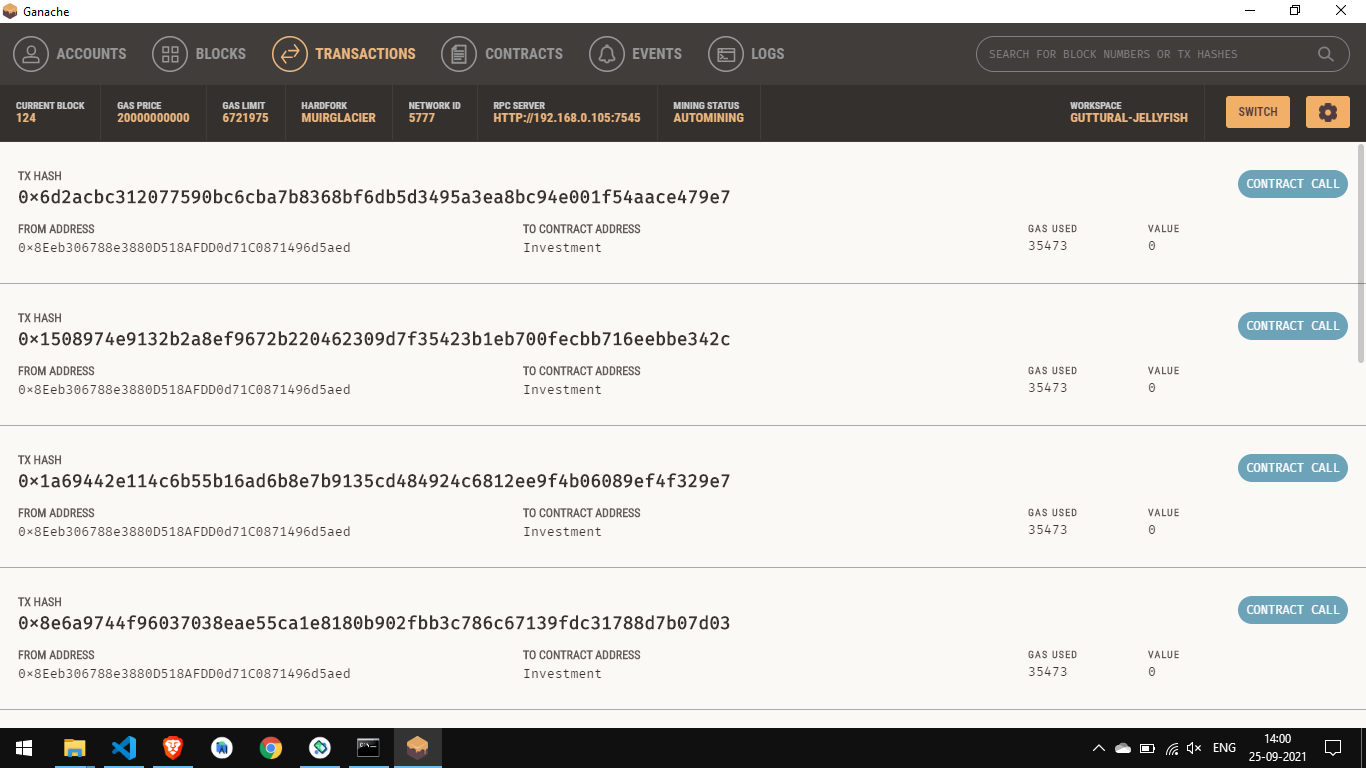 Ganache
ACCOUNTS BLOCKS TRANSACTIONS CONTRACTS EVENTS LOGS SEARCH FOR BLOCK NUMBERS OR TX HASHES
CURRENT BLOCK GAS PRICE GAS LIMIT HARDFORK NETWORK ID RPC SERVER MINING STATUS WORKSPACE
124 20000000000 6721975 MUIRGLACIER 5777 HTTP://192.168.0.105:7545 AUTOMINING GUTTURAL-JELLYFISH
SWITCH
TX HASH
0×6d2acbc312077590bc6cba7b8368bf6db5d3495a3ea8bc94e001f54aace479e7
CONTRACT CALL
FROM ADDRESS TO CONTRACT ADDRESS GAS USED VALUE
0×8Eeb306788e3880D518AFDD0d71C0871496d5aed Investment 35473 0
TX HASH
0×1508974e9132b2a8ef9672b220462309d7f35423b1eb700fecbb716eebbe342c
CONTRACT CALL
FROM ADDRESS TO CONTRACT ADDRESS GAS USED VALUE
0×8Eeb306788e3880D518AFDD0d71C0871496d5aed Investment 35473 0
TX HASH
0×1a69442e114c6b55b16ad6b8e7b9135cd484924c6812ee9f4b06089ef4f329e7
CONTRACT CALL
FROM ADDRESS TO CONTRACT ADDRESS GAS USED VALUE
0×8Eeb306788e3880D518AFDD0d71C0871496d5aed Investment 35473 0
TX HASH
0×8e6a9744f96037038eae55ca1e8180b902fbb3c786c67139fdc31788d7b07d03
CONTRACT CALL
FROM ADDRESS TO CONTRACT ADDRESS GAS USED VALUE
0×8Eeb306788e3880D518AFDD0d71C0871496d5aed Investment 35473 0
ENG
14:00
25-09-2021